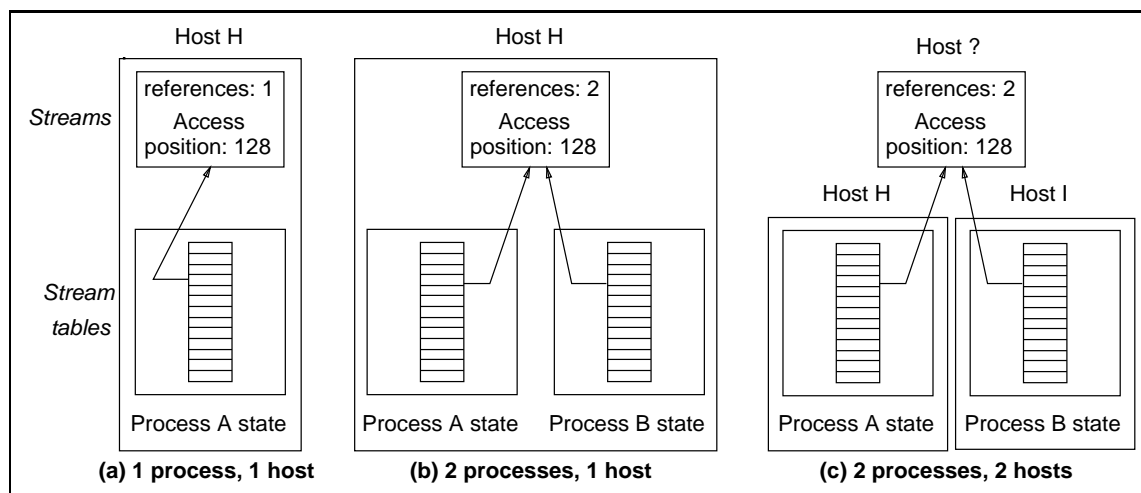 Host H
references: 1
Access
position: 128
Streams
Stream
tables
Process A state
(a) 1 process, 1 host
Host H
references: 2
Access
position: 128
Process A state
Process B state
(b) 2 processes, 1 host
Host ?
references: 2
Access
position: 128
Host H
Host I
Process A state
Process B state
(c) 2 processes, 2 hosts